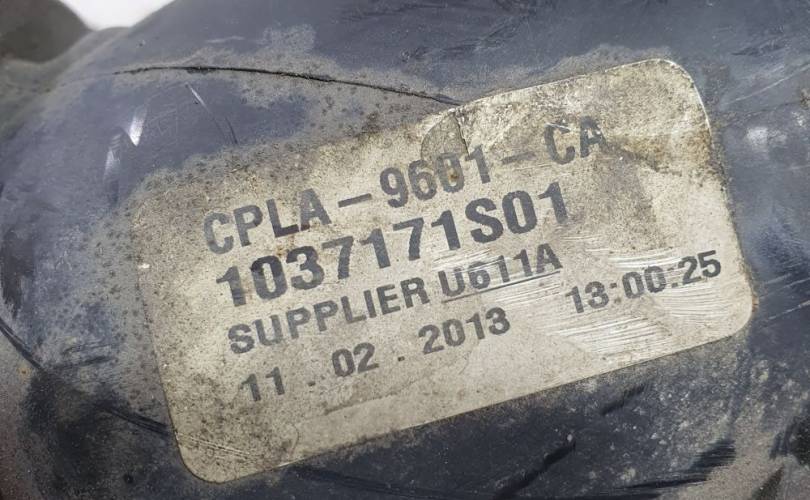 CPLA-9601-CA
1037171S01
SUPPLIER U611A
11.02.2013 13:00:25